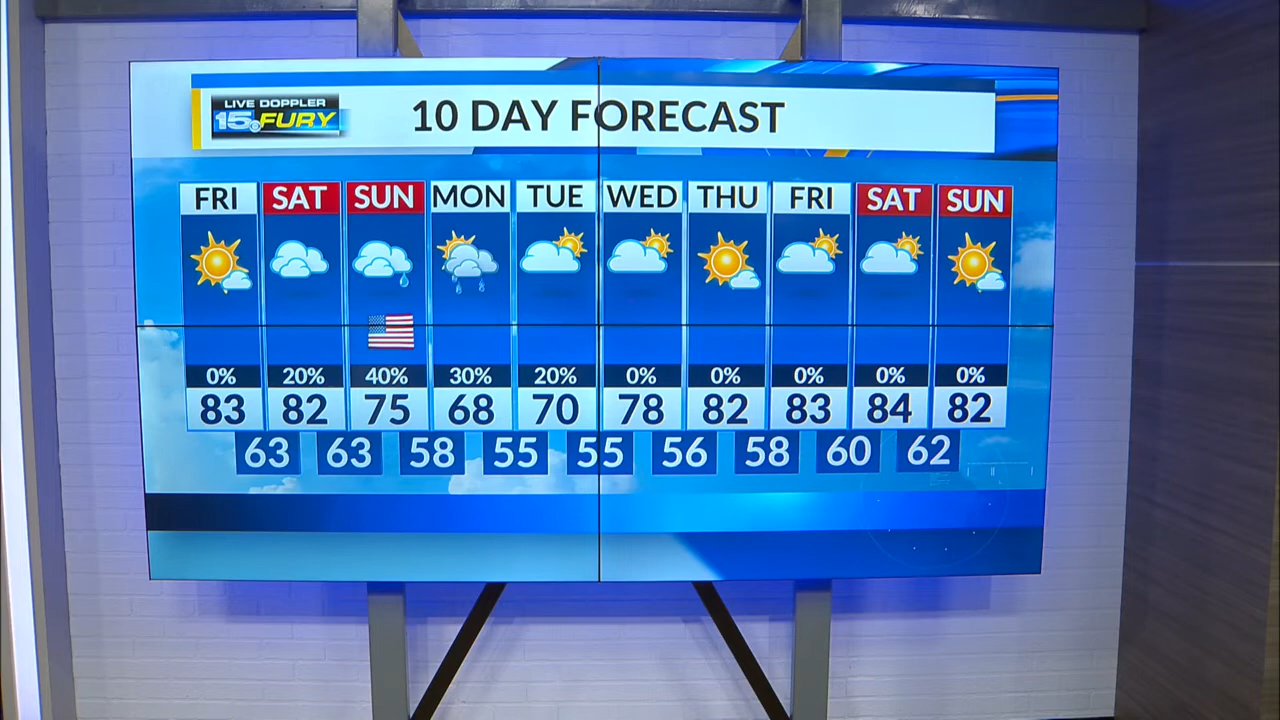 LIVE DOPPLER
15 FURY
10 DAY FORECAST
FRI SAT SUN MON TUE WED THU FRI SAT SUN
0% 20% 40% 30% 20% 0% 0% 0% 0% 0%
83 82 75 68 70 78 82 83 84 82
63 63 58 55 55 56 58 60 62